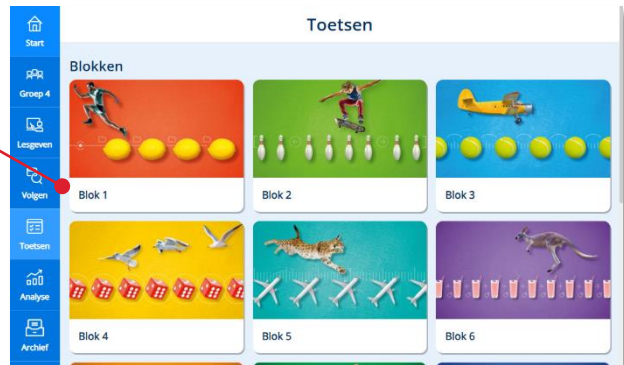 Start
Groep 4
Lesgeven
Volgen
Toetsen
Analyse
Archief
Toetsen
Blokken
Blok 1
Blok 2
Blok 3
Blok 4
Blok 5
Blok 6